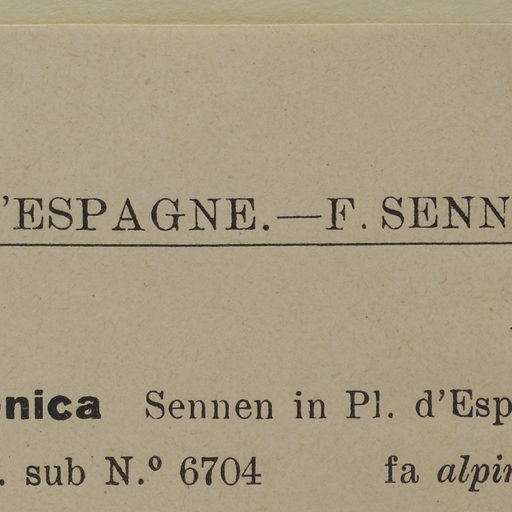 'ESPAGNE.—F. SENN
nica Sennen in Pl. d'Esp
. sub N.º 6704 fa alpin